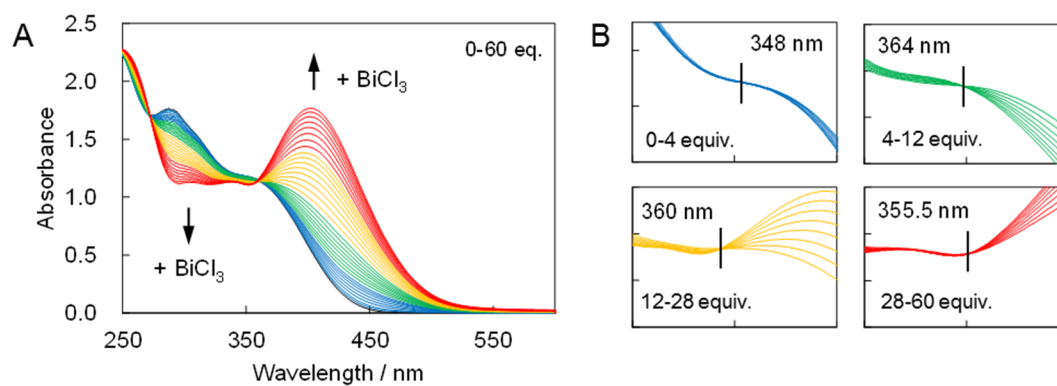 A
2.5
2.0
1.5
1.0
0.5
0.0
Absorbance
0-60 eq.
+ BiCl3
+ BiCl3
250
350
450
550
Wavelength / nm
B
348 nm
0-4 equiv.
364 nm
4-12 equiv.
360 nm
12-28 equiv.
355.5 nm
28-60 equiv.